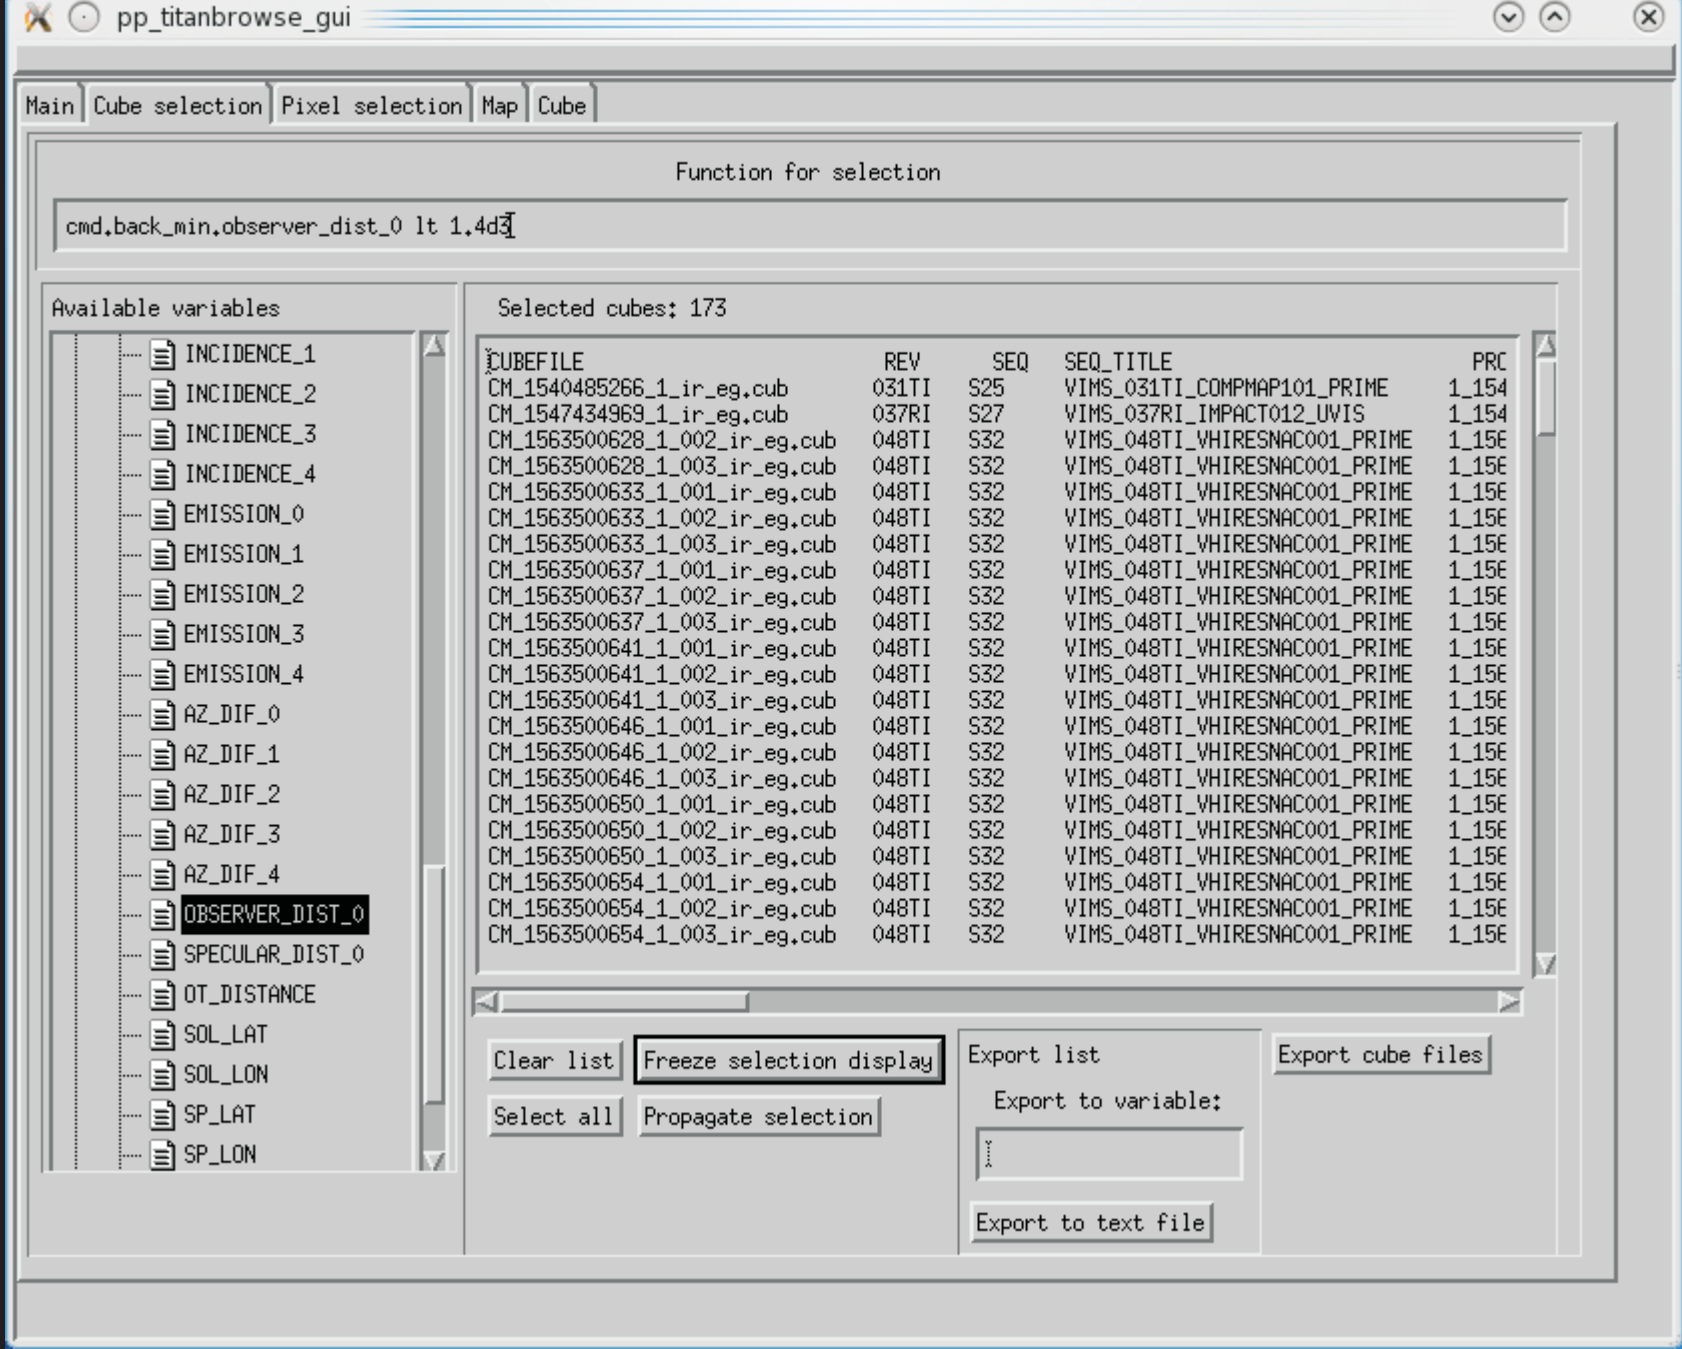 pp_titanbrowse_gui
Main Cube selection Pixel selection Map Cube
Function for selection
cmd.back_min.observer_dist_0 lt 1.4d3
Available variables
INCIDENCE_1
INCIDENCE_2
INCIDENCE_3
INCIDENCE_4
EMISSION_0
EMISSION_1
EMISSION_2
EMISSION_3
EMISSION_4
AZ_DIF_0
AZ_DIF_1
AZ_DIF_2
AZ_DIF_3
AZ_DIF_4
OBSERVER_DIST_0
SPECULAR_DIST_0
OT_DISTANCE
SOL_LAT
SOL_LON
SP_LAT
SP_LON
Selected cubes: 173
CUBEFILE REV SEQ SEQ_TITLE PRO
CM_1540485266_1_ir_eg.cub 031TI S25 VIMS_031TI_COMPMAP101_PRIME 1_154
CM_1547434969_1_ir_eg.cub 037RI S27 VIMS_037RI_IMPACT012_UVIS 1_154
CM_1563500628_1_002_ir_eg.cub 048TI S32 VIMS_048TI_VHIRESNAC001_PRIME 1_156
CM_1563500628_1_003_ir_eg.cub 048TI S32 VIMS_048TI_VHIRESNAC001_PRIME 1_156
CM_1563500633_1_001_ir_eg.cub 048TI S32 VIMS_048TI_VHIRESNAC001_PRIME 1_156
CM_1563500633_1_002_ir_eg.cub 048TI S32 VIMS_048TI_VHIRESNAC001_PRIME 1_156
CM_1563500633_1_003_ir_eg.cub 048TI S32 VIMS_048TI_VHIRESNAC001_PRIME 1_156
CM_1563500637_1_001_ir_eg.cub 048TI S32 VIMS_048TI_VHIRESNAC001_PRIME 1_156
CM_1563500637_1_002_ir_eg.cub 048TI S32 VIMS_048TI_VHIRESNAC001_PRIME 1_156
CM_1563500637_1_003_ir_eg.cub 048TI S32 VIMS_048TI_VHIRESNAC001_PRIME 1_156
CM_1563500641_1_001_ir_eg.cub 048TI S32 VIMS_048TI_VHIRESNAC001_PRIME 1_156
CM_1563500641_1_002_ir_eg.cub 048TI S32 VIMS_048TI_VHIRESNAC001_PRIME 1_156
CM_1563500641_1_003_ir_eg.cub 048TI S32 VIMS_048TI_VHIRESNAC001_PRIME 1_156
CM_1563500646_1_001_ir_eg.cub 048TI S32 VIMS_048TI_VHIRESNAC001_PRIME 1_156
CM_1563500646_1_002_ir_eg.cub 048TI S32 VIMS_048TI_VHIRESNAC001_PRIME 1_156
CM_1563500646_1_003_ir_eg.cub 048TI S32 VIMS_048TI_VHIRESNAC001_PRIME 1_156
CM_1563500650_1_001_ir_eg.cub 048TI S32 VIMS_048TI_VHIRESNAC001_PRIME 1_156
CM_1563500650_1_002_ir_eg.cub 048TI S32 VIMS_048TI_VHIRESNAC001_PRIME 1_156
CM_1563500650_1_003_ir_eg.cub 048TI S32 VIMS_048TI_VHIRESNAC001_PRIME 1_156
CM_1563500654_1_001_ir_eg.cub 048TI S32 VIMS_048TI_VHIRESNAC001_PRIME 1_156
CM_1563500654_1_002_ir_eg.cub 048TI S32 VIMS_048TI_VHIRESNAC001_PRIME 1_156
CM_1563500654_1_003_ir_eg.cub 048TI S32 VIMS_048TI_VHIRESNAC001_PRIME 1_156
Clear list Freeze selection display
Select all Propagate selection
Export list
Export to variable:
Export to text file
Export cube files